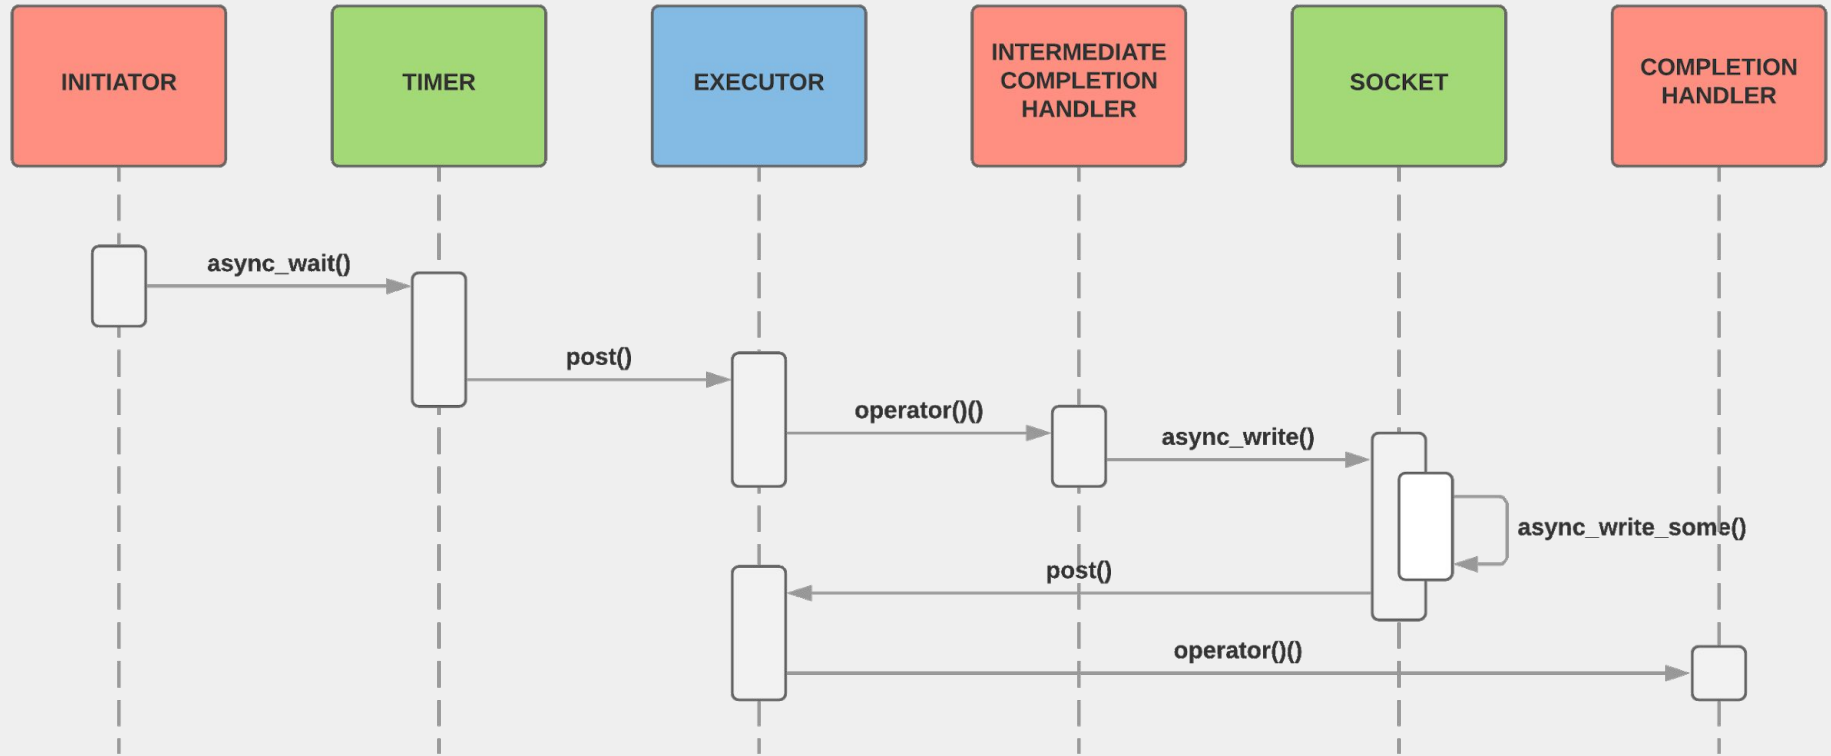 INITIATOR
TIMER
EXECUTOR
INTERMEDIATE
COMPLETION
HANDLER
SOCKET
COMPLETION
HANDLER
async_wait()
post()
operator()()
async_write()
async_write_some()
post()
operator()()